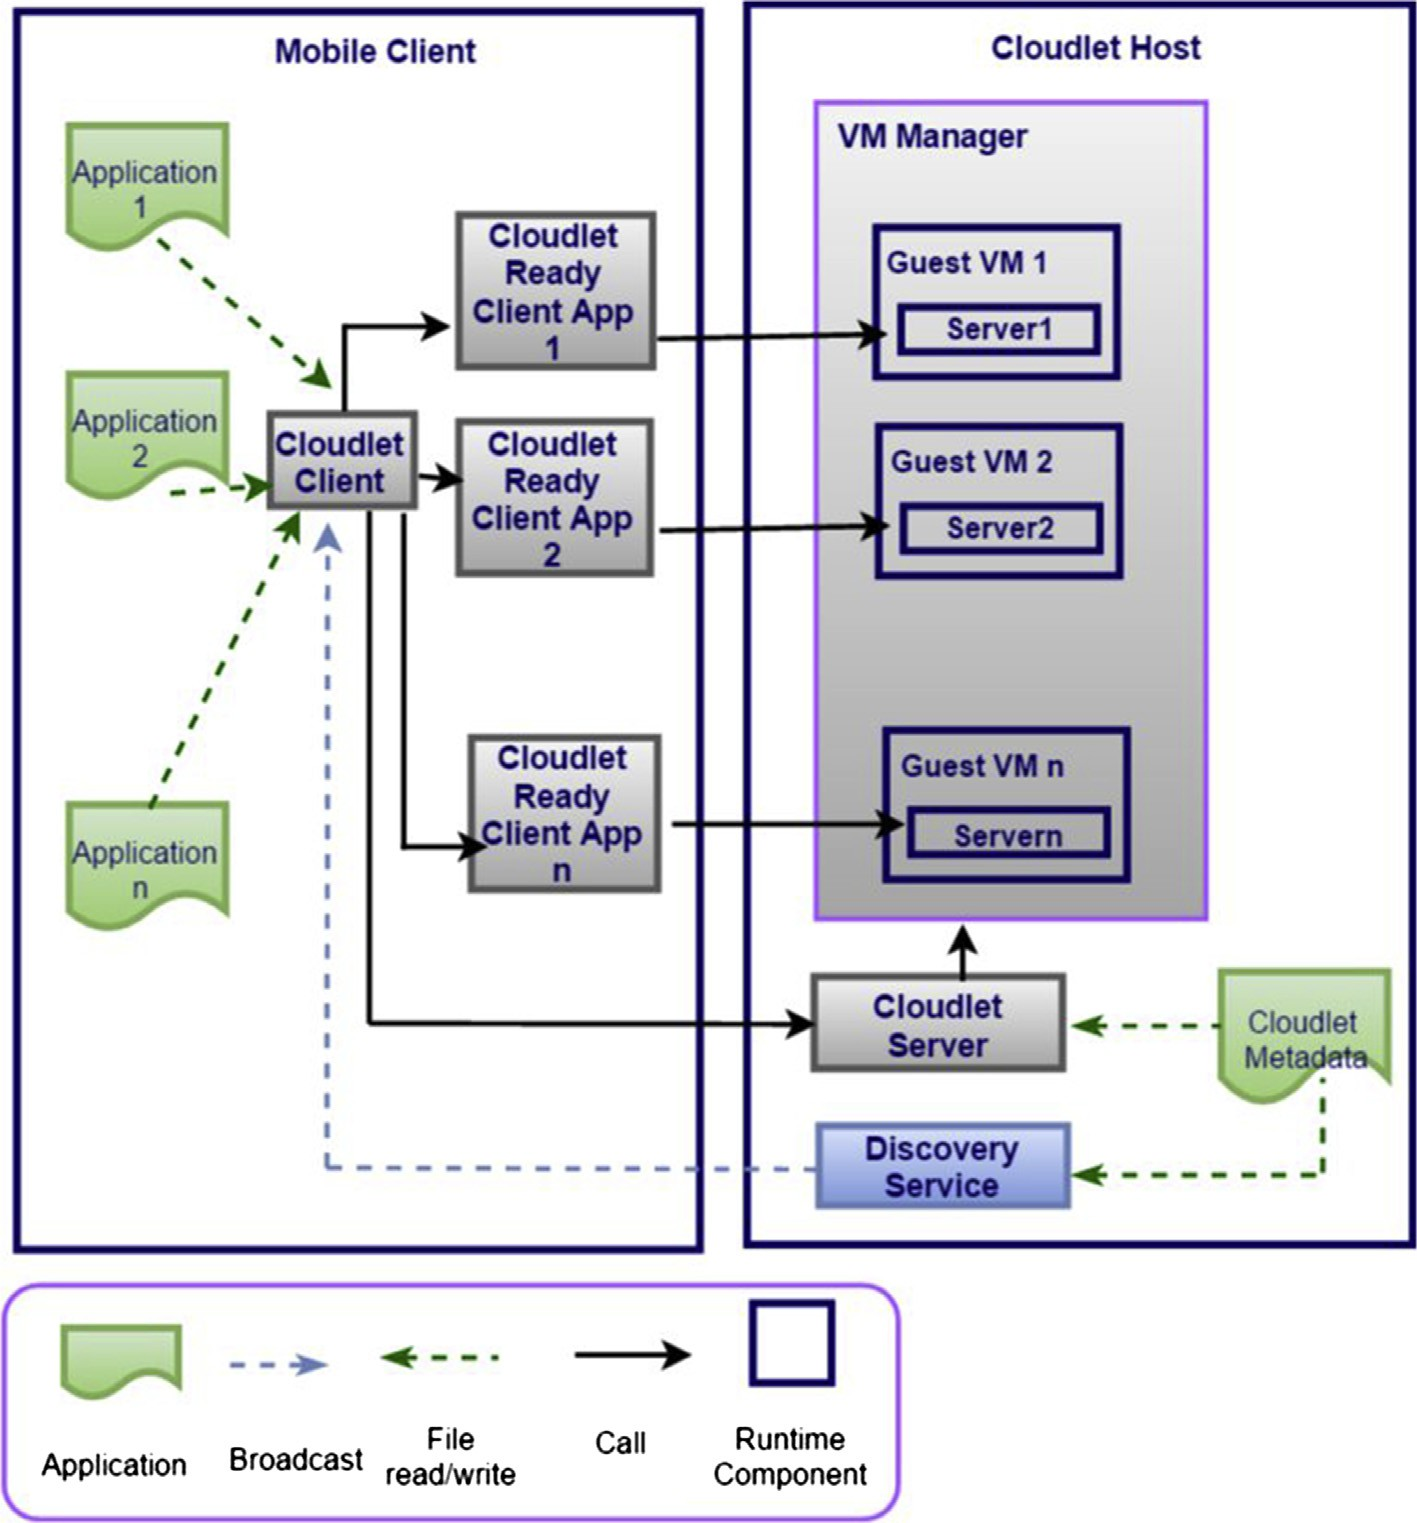 Mobile Client
Application
1
Application
2
Application
n
Cloudlet
Client
Cloudlet
Ready
Client App
1
Cloudlet
Ready
Client App
2
Cloudlet
Ready
Client App
n
Cloudlet Host
VM Manager
Guest VM 1
Server1
Guest VM 2
Server2
Guest VM n
Servern
Cloudlet
Server
Cloudlet
Metadata
Discovery
Service
Application
Broadcast
File
read/write
Call
Runtime
Component